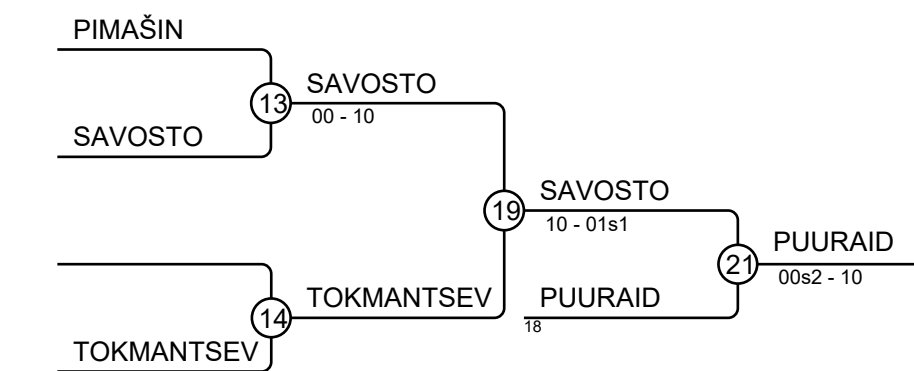 PIMAŠIN
13
SAVOSTO
00 - 10
SAVOSTO
19
SAVOSTO
10 - 01s1
21
PUURAID
00s2 - 10
14
TOKMANTSEV
PUURAID
18
TOKMANTSEV